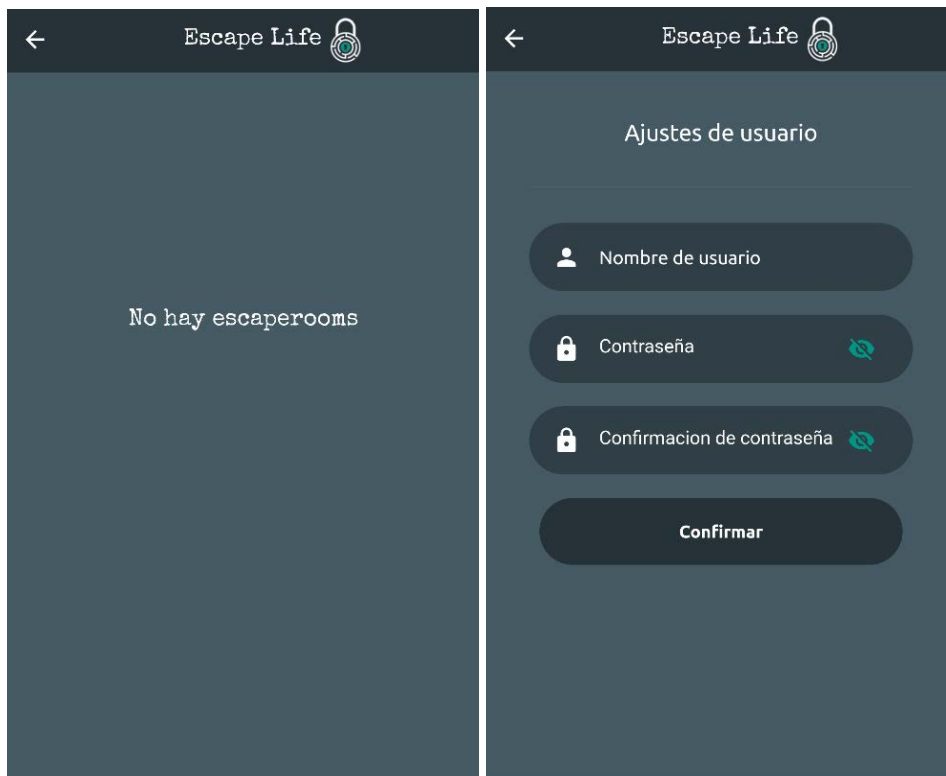 Escape Life
No hay escaperooms
Escape Life
Ajustes de usuario
Nombre de usuario
Contraseña
Confirmacion de contraseña
Confirmar